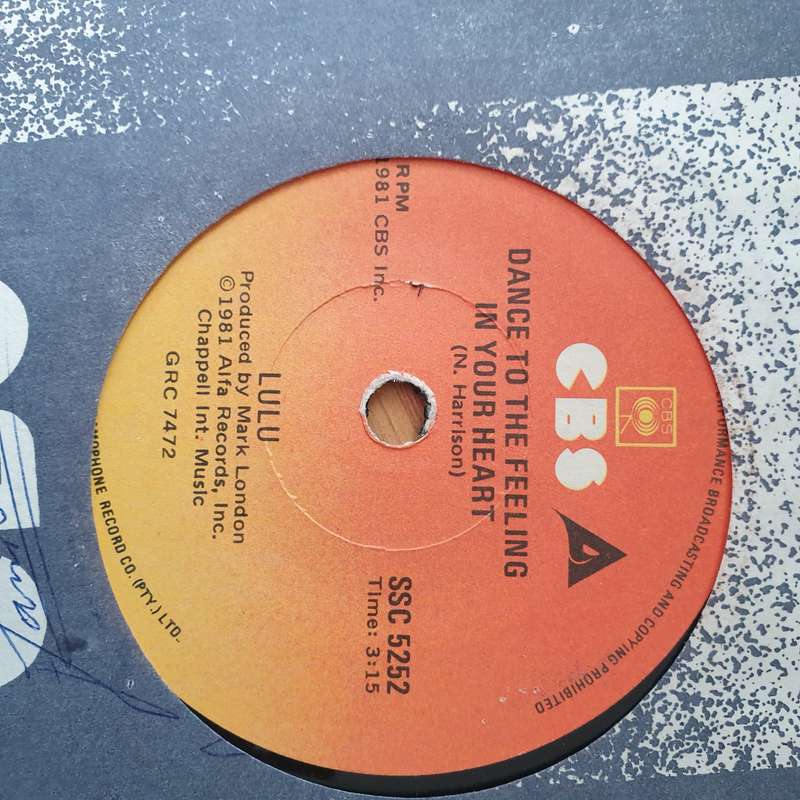 CBS
CBS
DANCE TO THE FEELING
IN YOUR HEART
(N. Harrison)
RPM
1981 CBS Inc.
SSC 5252
Time: 3:15
LULU
Produced by Mark London
©1981 Alfa Records, Inc.
Chappell Int. Music
GRC 7472
BROADCASTING AND COPYING PROHIBITED
RECORD CO. (PTY.) LTD.